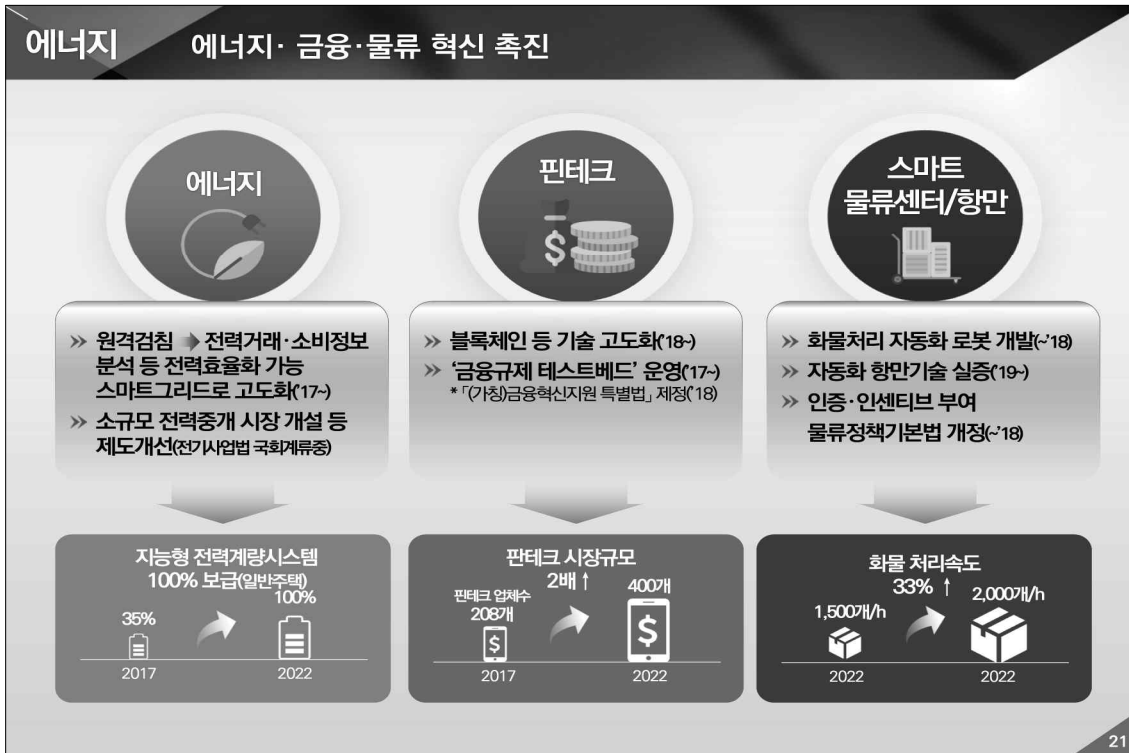 에너지
에너지· 금융·물류 혁신 촉진
에너지
» 원격검침 ➡ 전력거래·소비정보
분석 등 전력효율화 가능
스마트그리드로 고도화('17~)
» 소규모 전력중개 시장 개설 등
제도개선(전기사업법 국회계류중)
지능형 전력계량시스템
100% 보급(일반주택)
35%
100%
2017
2022
핀테크
$
» 블록체인 등 기술 고도화('18~)
» '금융규제 테스트베드' 운영('17~)
*「(가칭)금융혁신지원 특별법」 제정('18)
판테크 시장규모
2배↑
핀테크 업체수
208개
400개
$
$
2017
2022
스마트
물류센터/항만
» 화물처리 자동화 로봇 개발(~'18)
» 자동화 항만기술 실증('19~)
» 인증·인센티브 부여
물류정책기본법 개정(~'18)
화물 처리속도
33% ↑
1,500개/h
2,000개/h
2022
2022
21